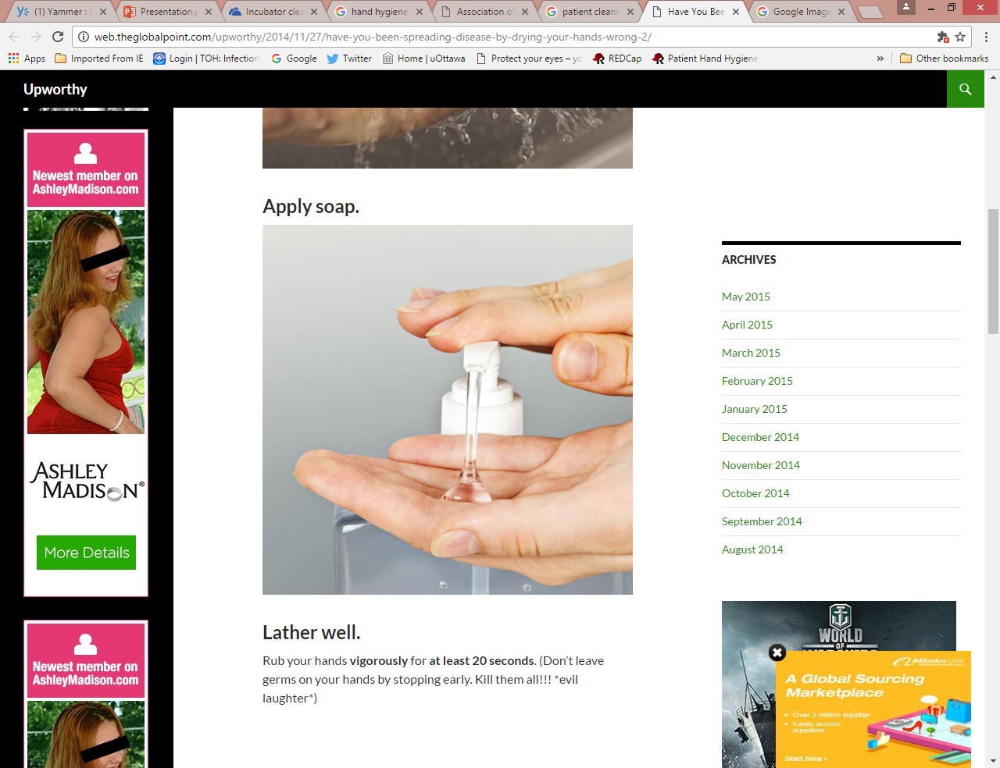 (1) Yammer : A
Presentation.p
Incubator clea
hand hygiene
Association of
patient cleani
Have You Bee
Google Image
web.theglobalpoint.com/upworthy/2014/11/27/have-you-been-spreading-disease-by-drying-your-hands-wrong-2/
Apps
Imported From IE
Login | TOH: Infection
Google
Twitter
Home | uOttawa
Protect your eyes – yo
REDCap
Patient Hand Hygiene
»
Other bookmarks
Upworthy
Newest member on
AshleyMadison.com
ASHLEY
MADISON®
More Details
Newest member on
AshleyMadison.com
Apply soap.
Lather well.
Rub your hands vigorously for at least 20 seconds. (Don’t leave
germs on your hands by stopping early. Kill them all!!! *evil
laughter*)
ARCHIVES
May 2015
April 2015
March 2015
February 2015
January 2015
December 2014
November 2014
October 2014
September 2014
August 2014
WORLD
OF
Alibaba.com
A Global Sourcing
Marketplace
• Over 2 million supplier
• Easily access
suppliers
Start Now ›